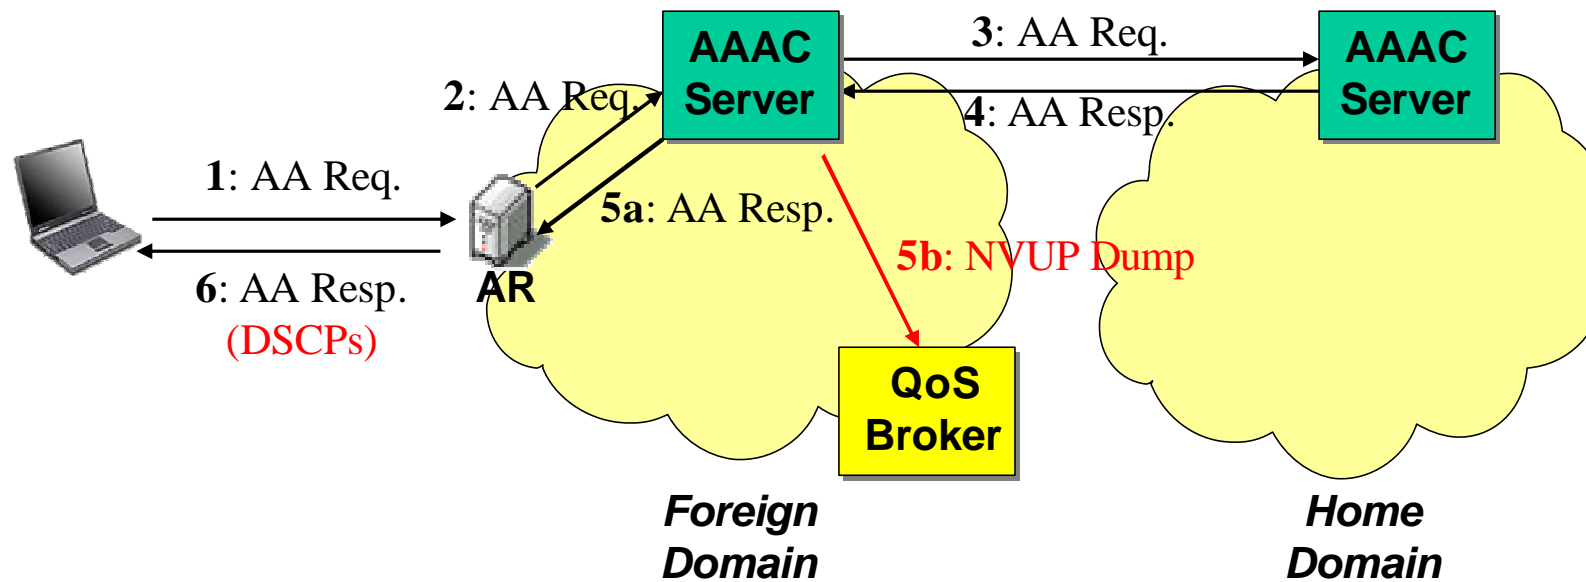 AAAC
Server
3: AA Req.
AAAC
Server
2: AA Req.
4: AA Resp.
1: AA Req.
5a: AA Resp.
5b: NVUP Dump
6: AA Resp.
(DSCPs)
AR
QoS
Broker
Foreign
Domain
Home
Domain